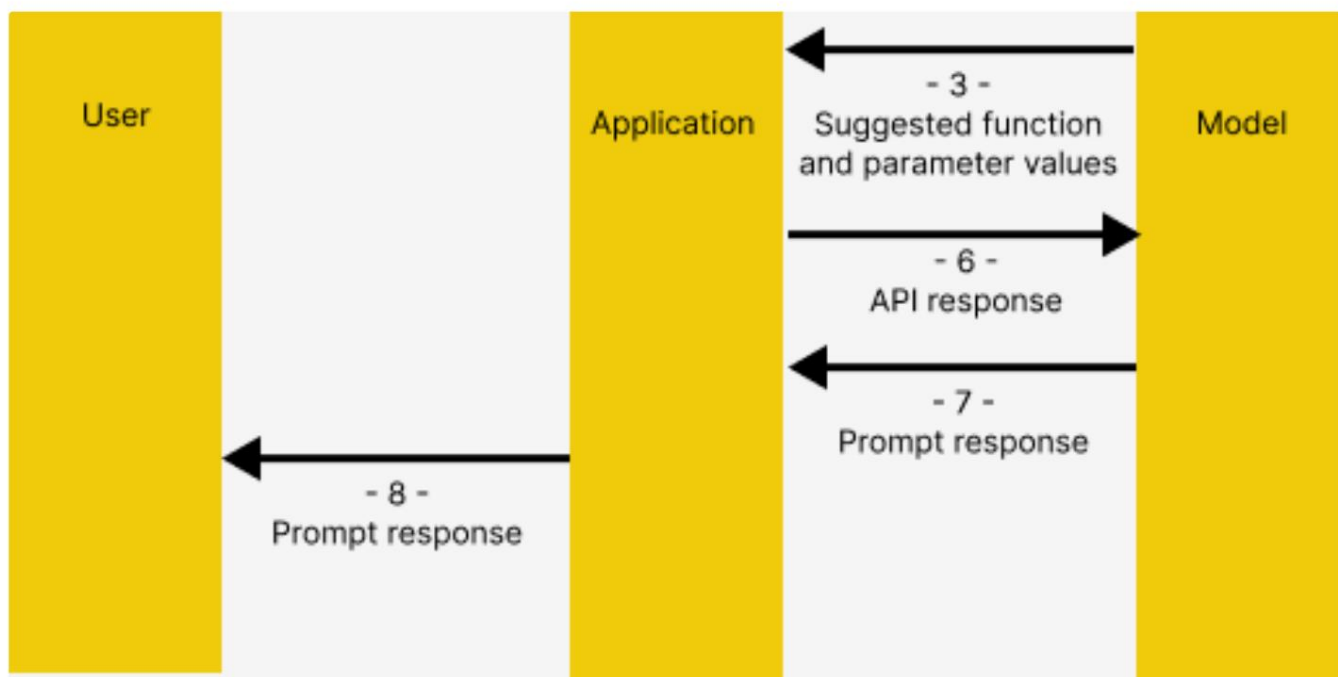 User
Application
Model
- 3 -
Suggested function
and parameter values
- 6 -
API response
- 7 -
Prompt response
- 8 -
Prompt response